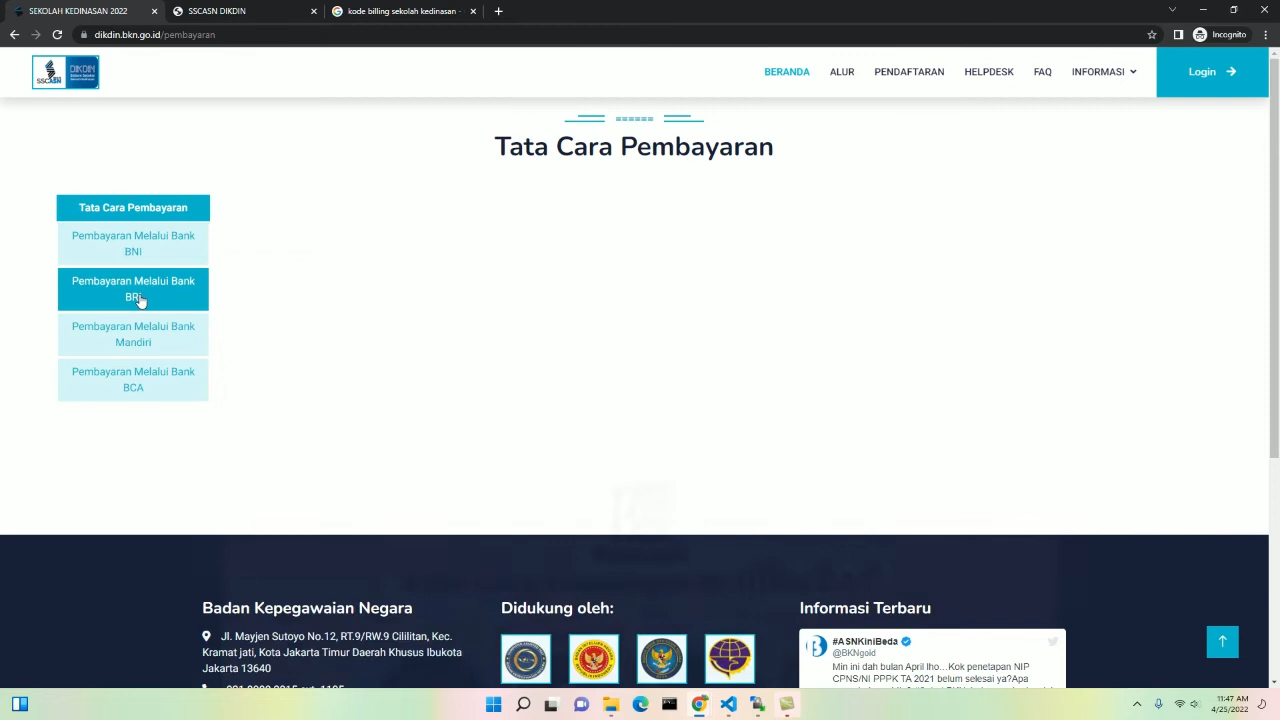 SEKOLAH KEDINASAN 2022
SSCASN DIKDIN
kode billing sekolah kedinasan -
dikdin.bkn.go.id/pembayaran
Incognito
SSCASN
DIKDIN
BERANDA
ALUR
PENDAFTARAN
HELPDESK
FAQ
INFORMASI
Login
Tata Cara Pembayaran
Tata Cara Pembayaran
Pembayaran Melalui Bank
BNI
Pembayaran Melalui Bank
BRI
Pembayaran Melalui Bank
Mandiri
Pembayaran Melalui Bank
BCA
Badan Kepegawaian Negara
Jl. Mayjen Sutoyo No.12, RT.9/RW.9 Cililitan, Kec.
Kramat jati, Kota Jakarta Timur Daerah Khusus Ibukota
Jakarta 13640
Didukung oleh:
Informasi Terbaru
#ASNKiniBeda
@BKNgoid
Min ini dah bulan April lho...Kok penetapan NIP
CPNS/NI PPPK TA 2021 belum selesai ya?Apa
11:47 AM
4/25/2022